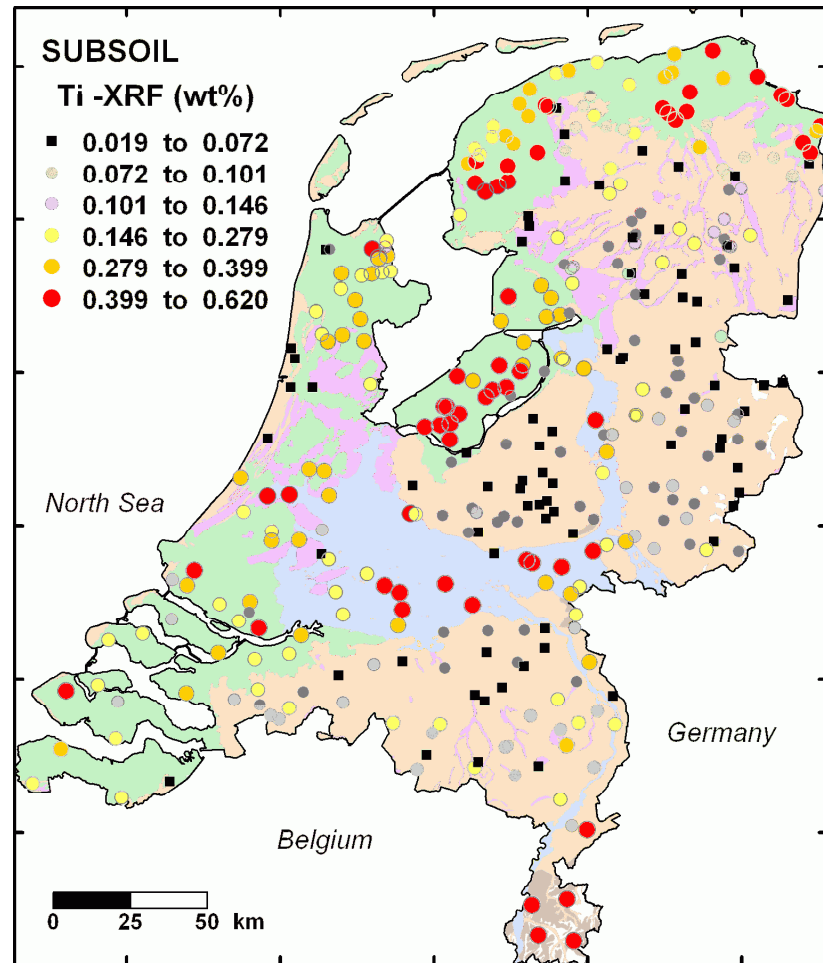 SUBSOIL
Ti -XRF (wt%)
0.019 to 0.072
0.072 to 0.101
0.101 to 0.146
0.146 to 0.279
0.279 to 0.399
0.399 to 0.620
North Sea
Germany
Belgium
0 25 50
km